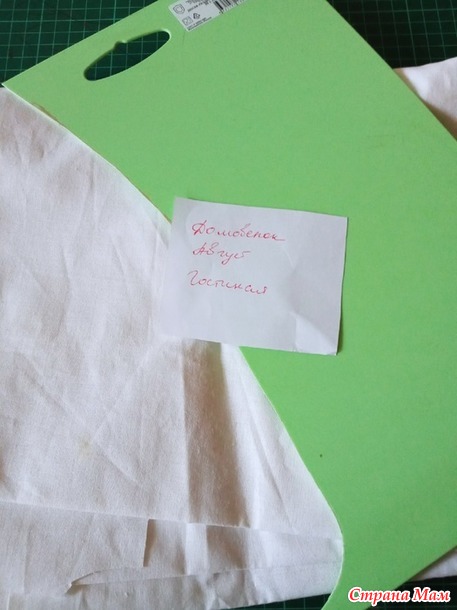 Домовенок
Август
Гостиная
Страна Мам